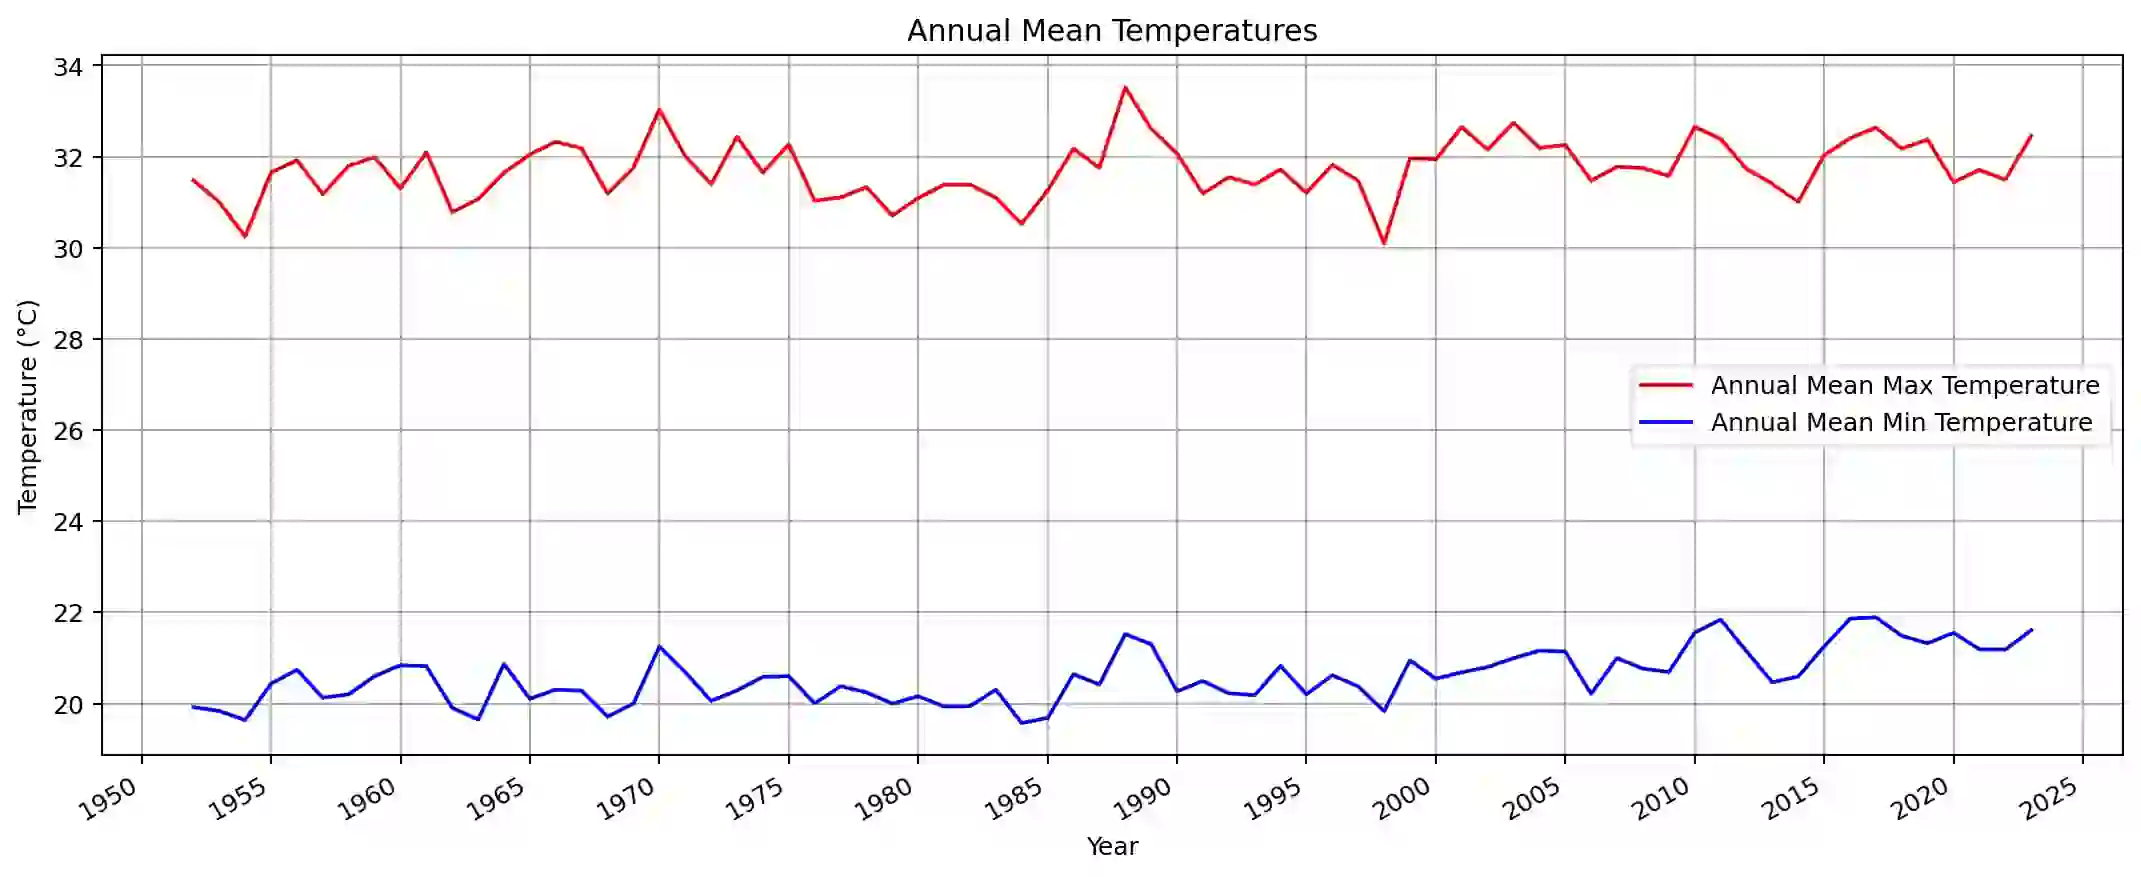 Annual Mean Temperatures
34
32
30
28
26
24
22
20
Temperature (°C)
Annual Mean Max Temperature
Annual Mean Min Temperature
1950 1955 1960 1965 1970 1975 1980 1985 1990 1995 2000 2005 2010 2015 2020 2025
Year